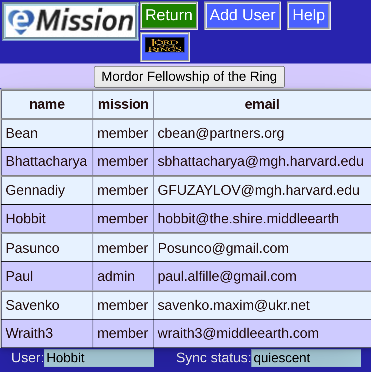 eMission Return Add User Help
LORD OF THE RINGS
Mordor Fellowship of the Ring
name mission email
Bean member cbean@partners.org
Bhattacharya member sbhattacharya@mgh.harvard.edu
Gennadiy member GFUZAYLOV@mgh.harvard.edu
Hobbit member hobbit@the.shire.middleearth
Pasunco member Posunco@gmail.com
Paul admin paul.alfille@gmail.com
Savenko member savenko.maxim@ukr.net
Wraith3 member wraith3@middleearth.com
User: Hobbit Sync status: quiescent